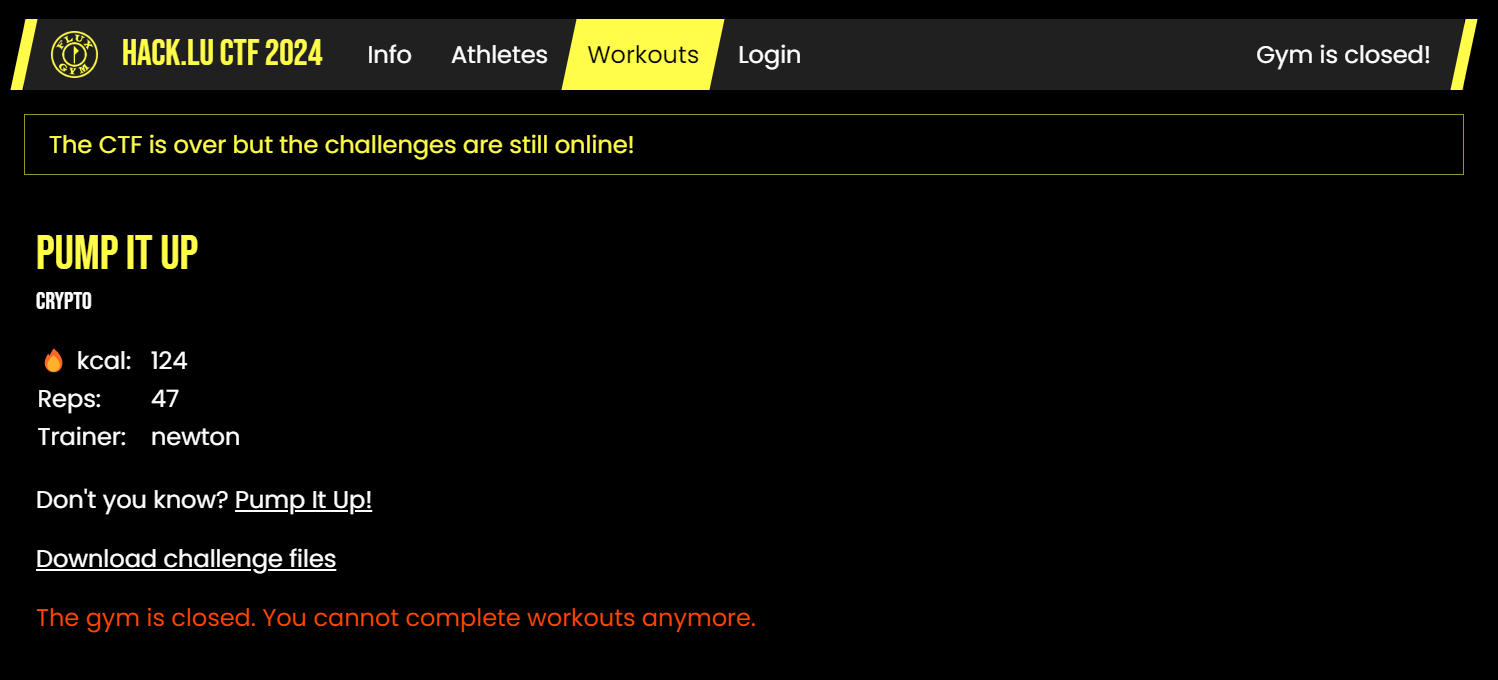 FLUX GYM HACK.LU CTF 2024 Info Athletes Workouts Login Gym is closed!
The CTF is over but the challenges are still online!
PUMP IT UP
CRYPTO
🔥 kcal: 124
Reps: 47
Trainer: newton
Don't you know? Pump It Up!
Download challenge files
The gym is closed. You cannot complete workouts anymore.